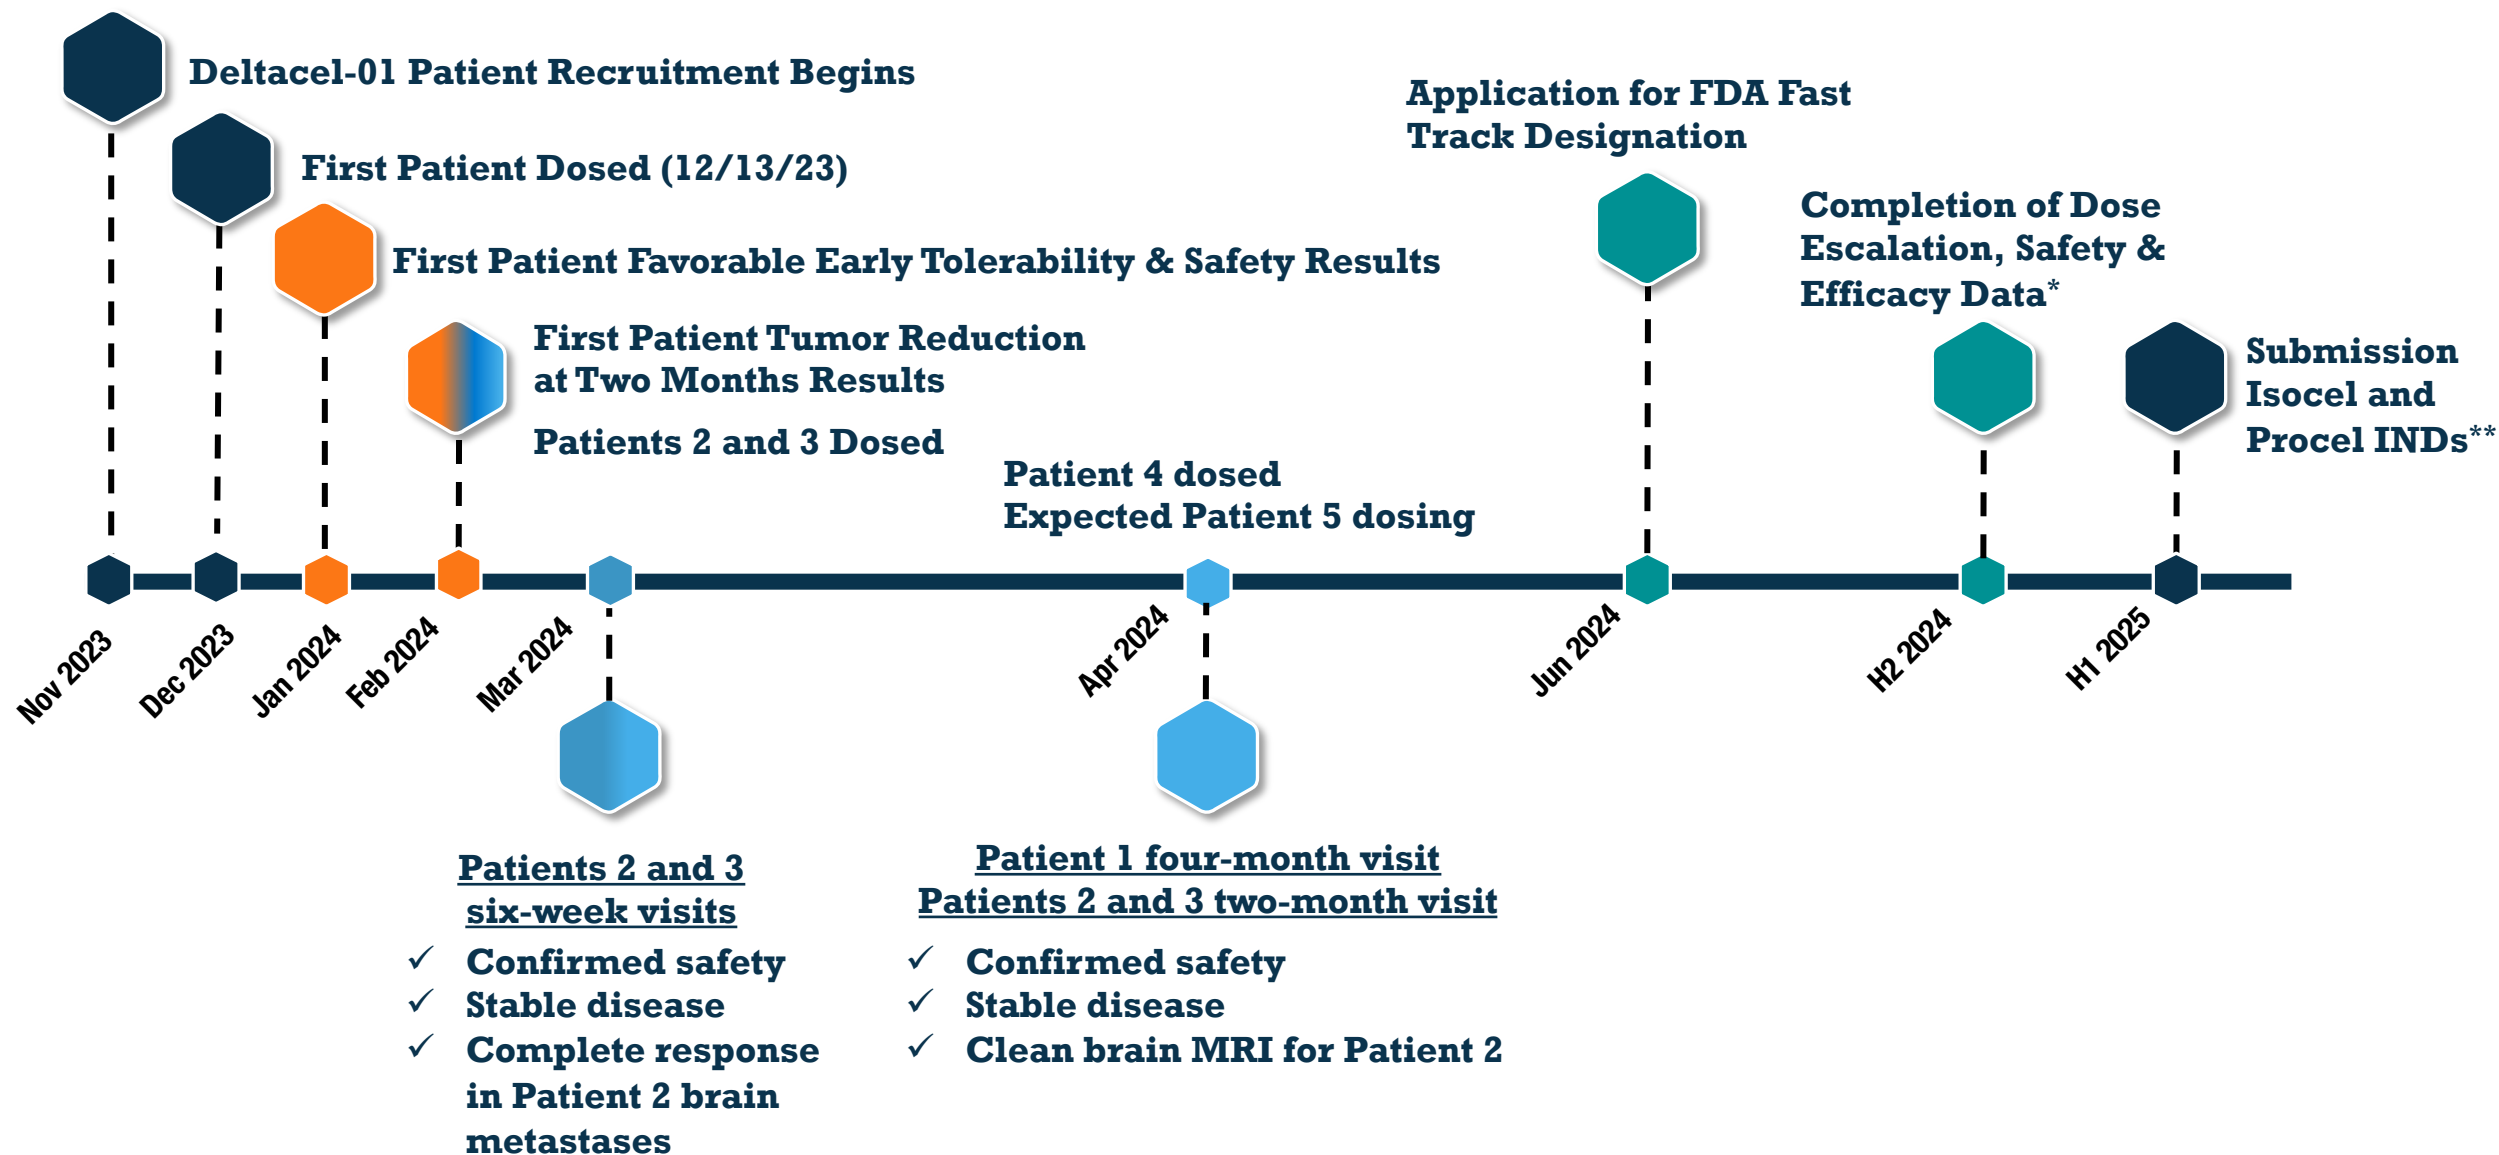 Deltacel-01 Patient Recruitment Begins
First Patient Dosed (12/13/23)
First Patient Favorable Early Tolerability & Safety Results
First Patient Tumor Reduction
at Two Months Results
Patients 2 and 3 Dosed
Patient 4 dosed
Expected Patient 5 dosing
Application for FDA Fast
Track Designation
Completion of Dose
Escalation, Safety &
Efficacy Data*
Submission
Isocel and
Procel INDs**
Nov 2023
Dec 2023
Jan 2024
Feb 2024
Mar 2024
Apr 2024
Jun 2024
H2 2024
H1 2025
Patients 2 and 3
six-week visits
✓ Confirmed safety
✓ Stable disease
✓ Complete response
in Patient 2 brain
metastases
Patient 1 four-month visit
Patients 2 and 3 two-month visit
✓ Confirmed safety
✓ Stable disease
✓ Clean brain MRI for Patient 2